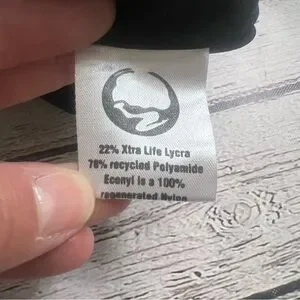 22% Xtra Life Lycra
78% recycled Polyamide
Econyl is a 100%
regenerated Nylon